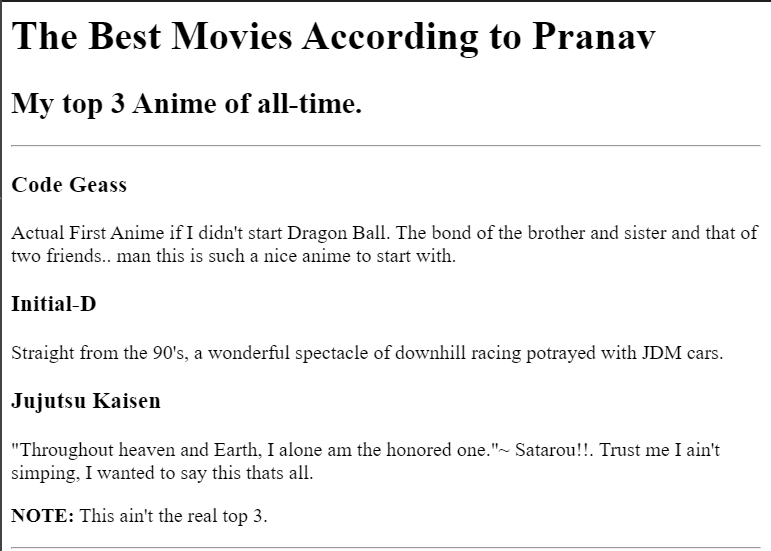 The Best Movies According to Pranav
My top 3 Anime of all-time.
Code Geass
Actual First Anime if I didn't start Dragon Ball. The bond of the brother and sister and that of
two friends.. man this is such a nice anime to start with.
Initial-D
Straight from the 90's, a wonderful spectacle of downhill racing potrayed with JDM cars.
Jujutsu Kaisen
"Throughout heaven and Earth, I alone am the honored one."~ Satarou!!. Trust me I ain't
simping, I wanted to say this thats all.
NOTE: This ain't the real top 3.